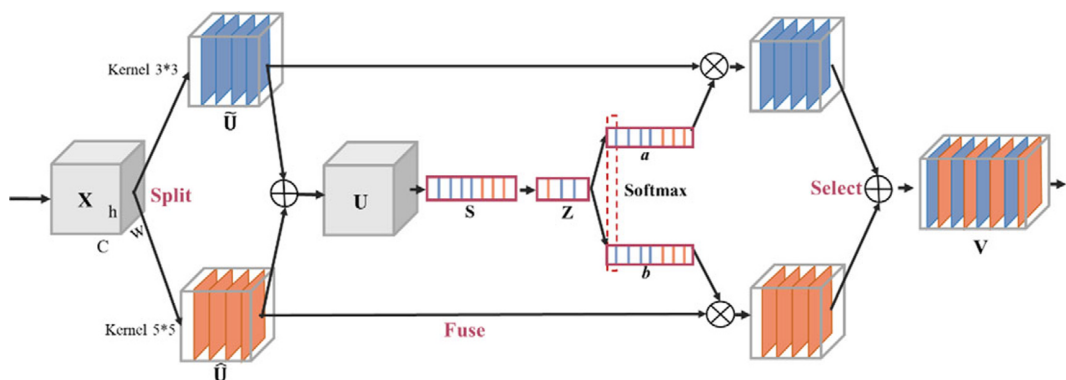 Kernel 3*3
Ũ
X
h
C
W
Split
Kernel 5*5
Û
U
S
Z
a
Softmax
b
Fuse
Select
V